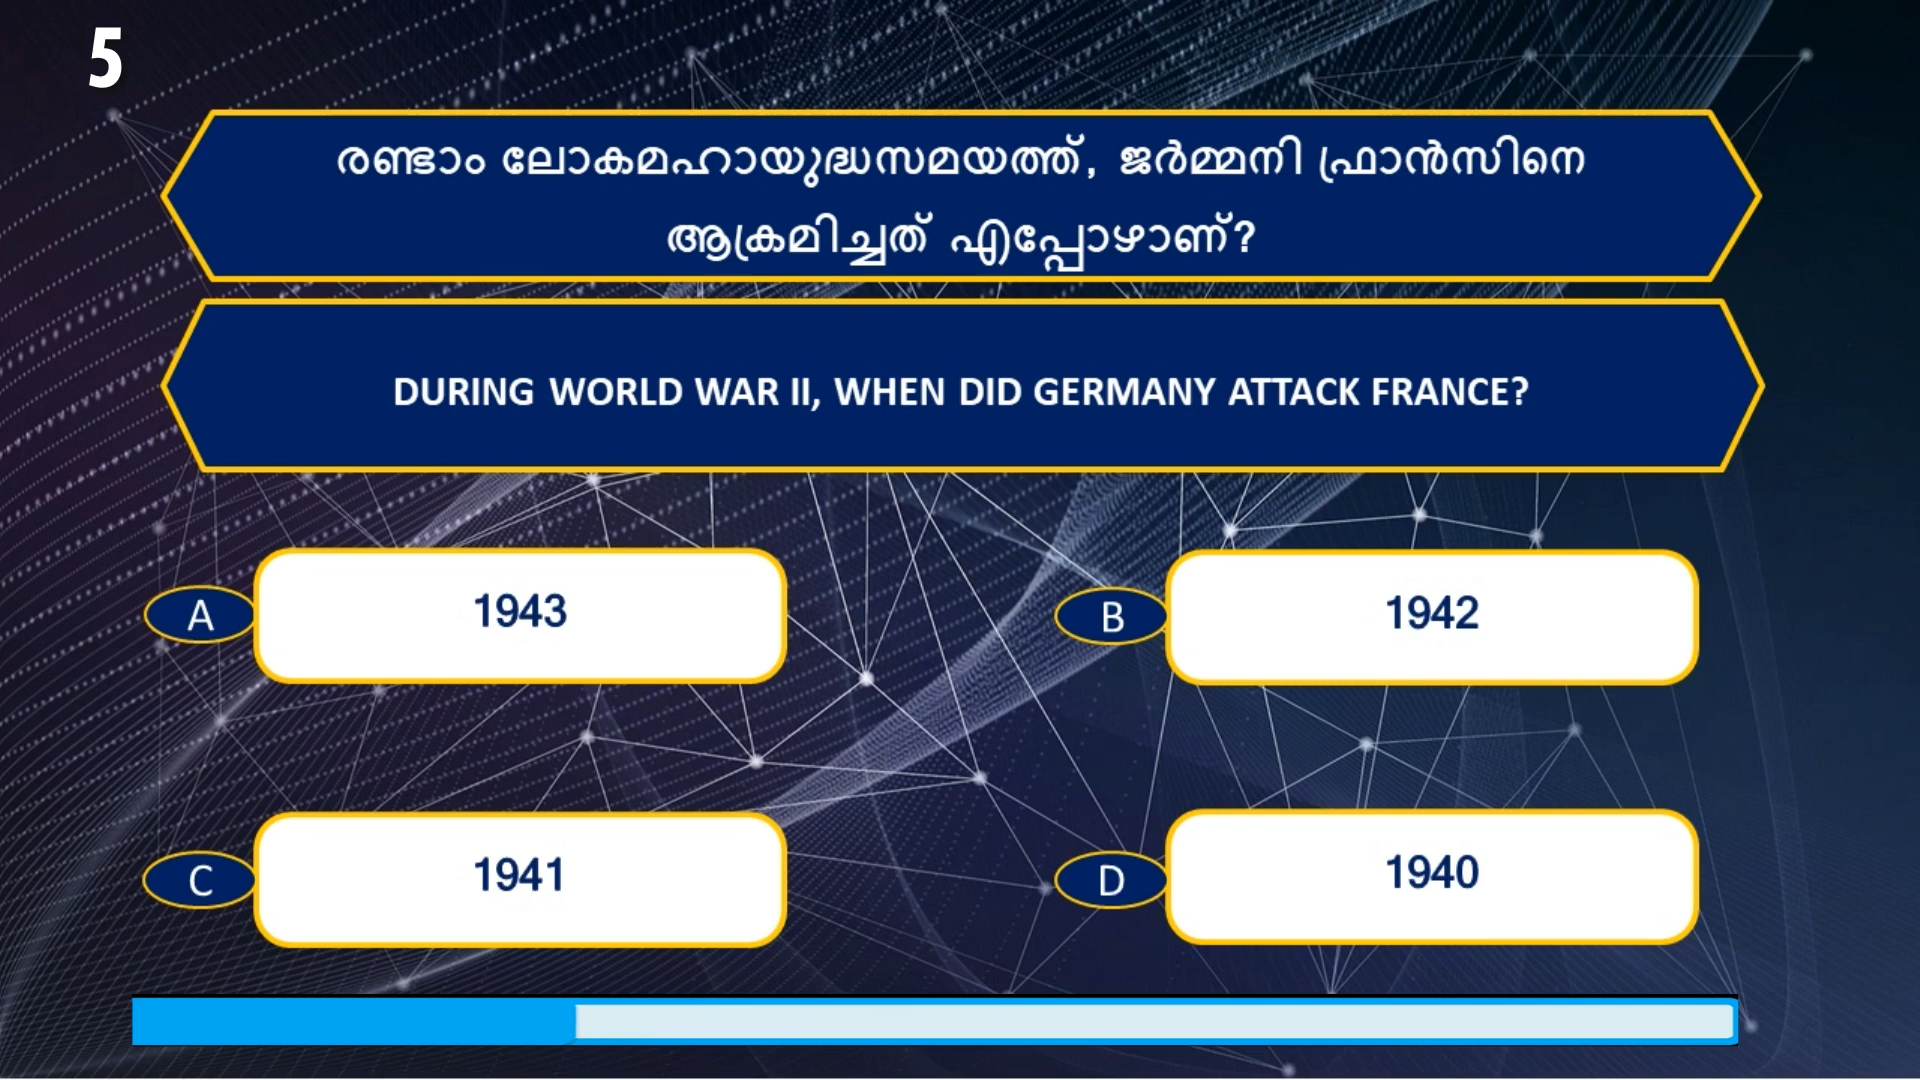 5
രണ്ടാം ലോകമഹായുദ്ധസമയത്ത്, ജർമ്മനി ഫ്രാൻസിനെ
ആക്രമിച്ചത് എപ്പോഴാണ്?
DURING WORLD WAR II, WHEN DID GERMANY ATTACK FRANCE?
A 1943
B 1942
C 1941
D 1940